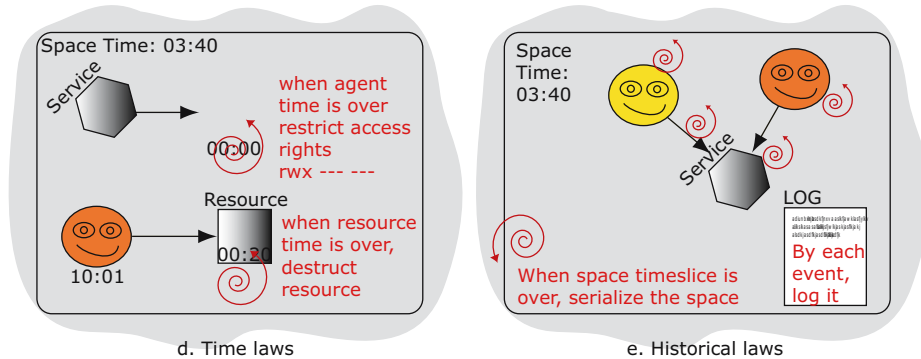 Space Time: 03:40
Service
when agent
time is over
restrict access
rights
rwx --- ---
00:00
Resource
00:20
when resource
time is over,
destruct
resource
10:01
d. Time laws
Space
Time:
03:40
Service
LOG
By each
event,
log it
When space timeslice is
over, serialize the space
e. Historical laws